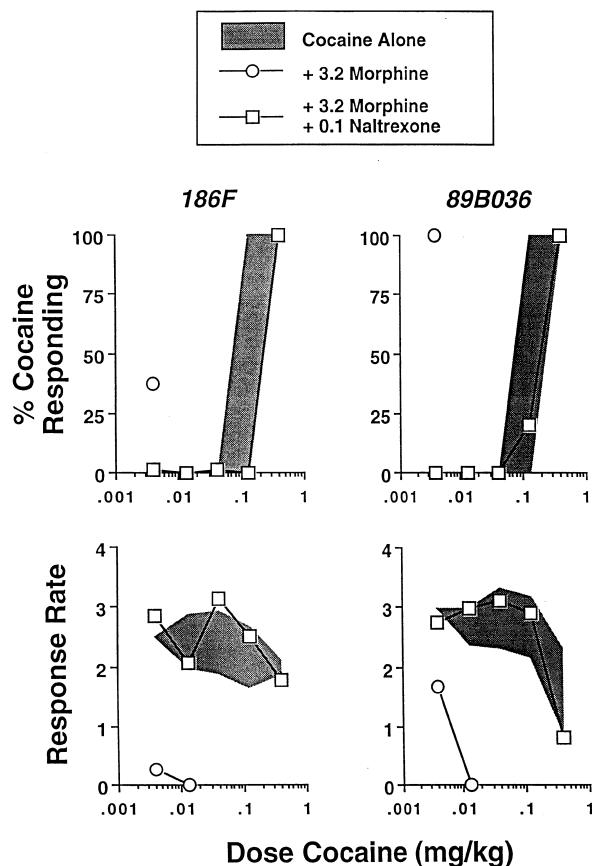 Cocaine Alone
+ 3.2 Morphine
+ 3.2 Morphine
+ 0.1 Naltrexone
186F
89B036
% Cocaine
Responding
100
75
50
25
0
.001 .01 .1 1
100
75
50
25
0
.001 .01 .1 1
Response Rate
4
3
2
1
0
.001 .01 .1 1
4
3
2
1
0
.001 .01 .1 1
Dose Cocaine (mg/kg)